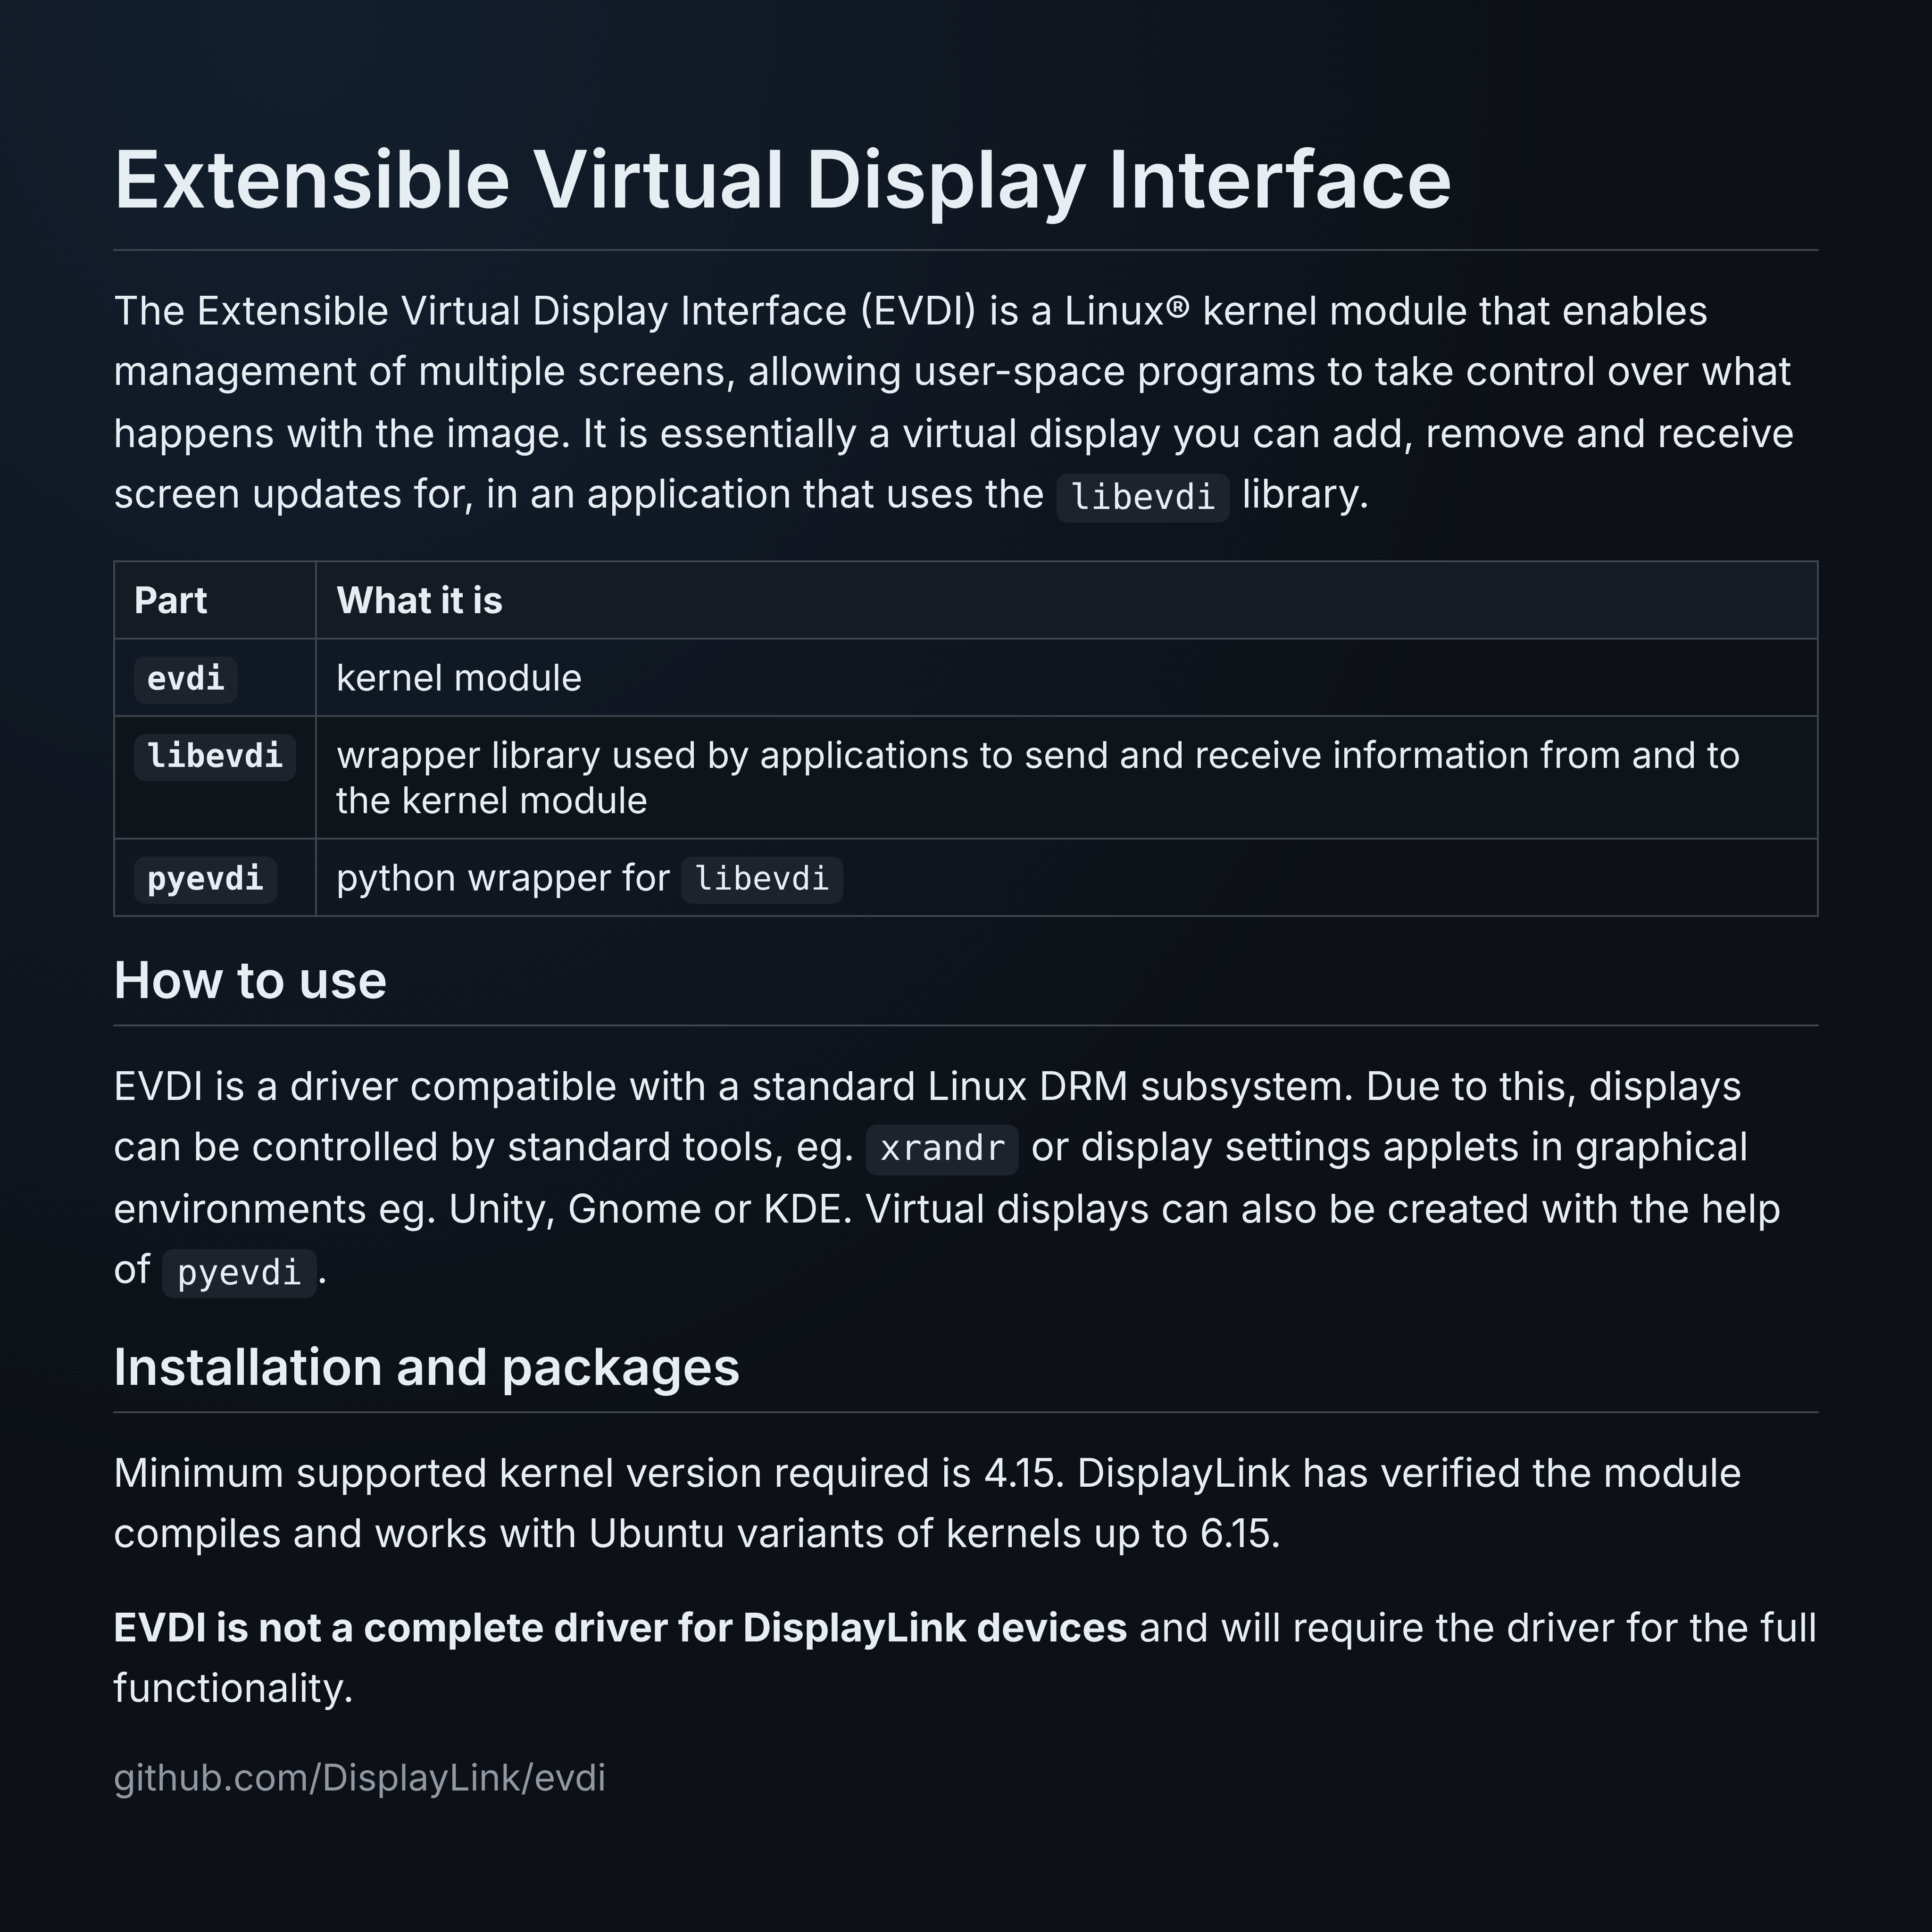 Extensible Virtual Display Interface
The Extensible Virtual Display Interface (EVDI) is a Linux® kernel module that enables
management of multiple screens, allowing user-space programs to take control over what
happens with the image. It is essentially a virtual display you can add, remove and receive
screen updates for, in an application that uses the libevdi library.
Part What it is
evdi kernel module
libevdi wrapper library used by applications to send and receive information from and to
the kernel module
pyevdi python wrapper for libevdi
How to use
EVDI is a driver compatible with a standard Linux DRM subsystem. Due to this, displays
can be controlled by standard tools, eg. xrandr or display settings applets in graphical
environments eg. Unity, Gnome or KDE. Virtual displays can also be created with the help
of pyevdi.
Installation and packages
Minimum supported kernel version required is 4.15. DisplayLink has verified the module
compiles and works with Ubuntu variants of kernels up to 6.15.
EVDI is not a complete driver for DisplayLink devices and will require the driver for the full
functionality.
github.com/DisplayLink/evdi